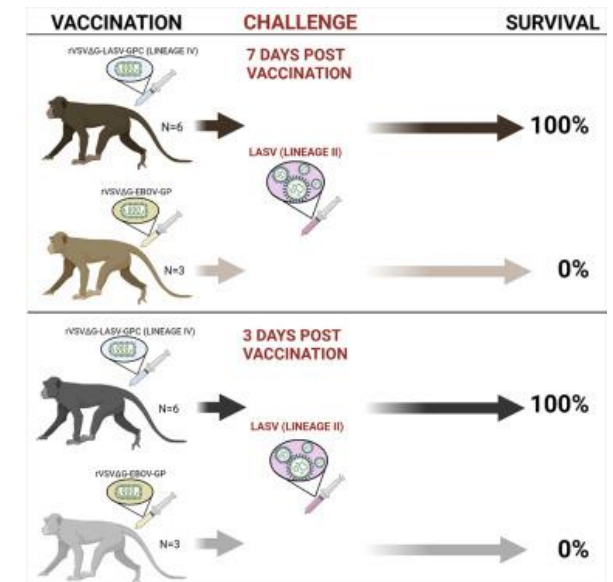 VACCINATION CHALLENGE SURVIVAL
rVSVΔG-LASV-GPC (LINEAGE IV)
7 DAYS POST
VACCINATION
N=6
100%
LASV (LINEAGE II)
rVSVΔG-EBOV-GP
N=3
0%
rVSVΔG-LASV-GPC (LINEAGE IV)
3 DAYS POST
VACCINATION
N=6
100%
LASV (LINEAGE II)
rVSVΔG-EBOV-GP
N=3
0%